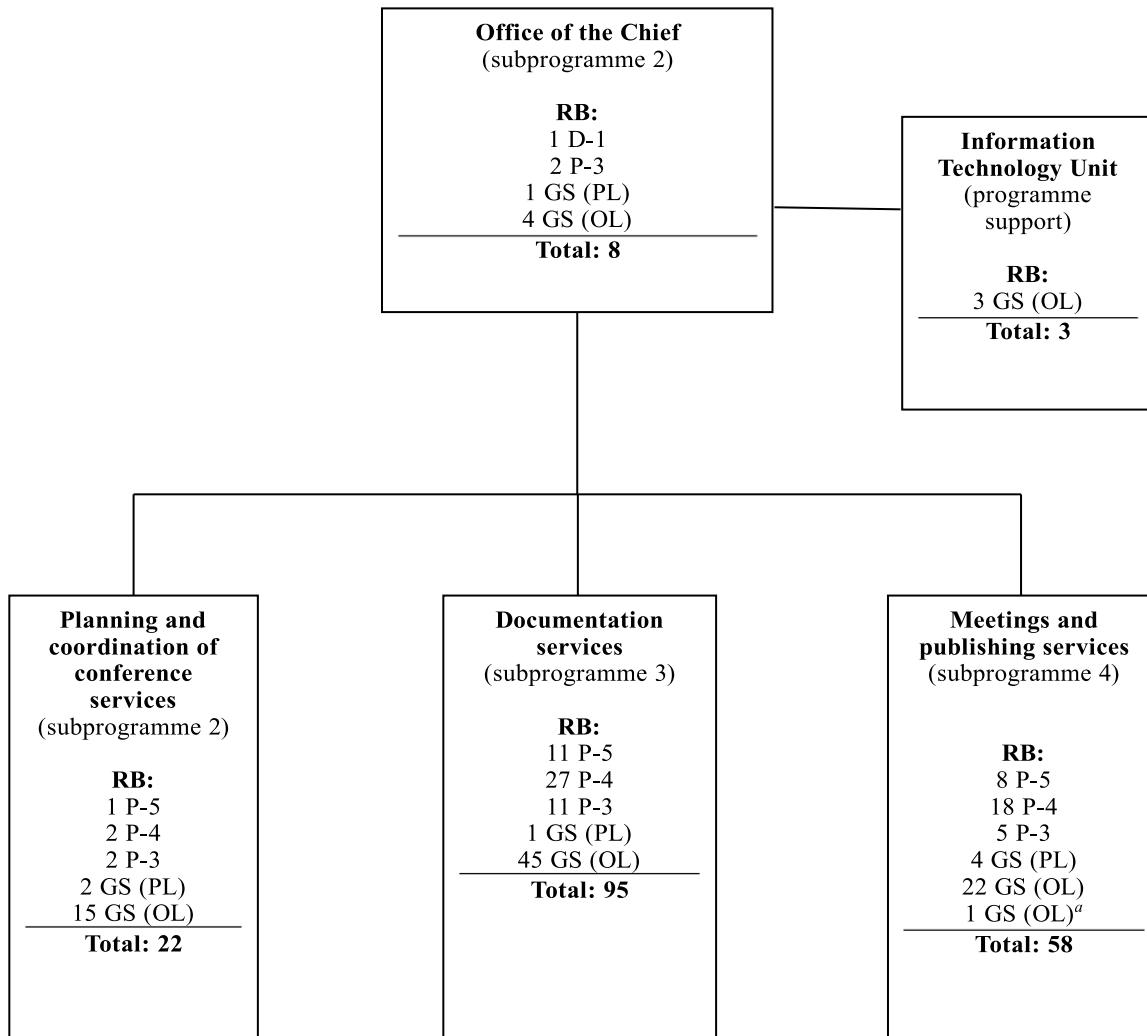 Office of the Chief
(subprogramme 2)
RB:
1 D-1
2 P-3
1 GS (PL)
4 GS (OL)
Total: 8
Information
Technology Unit
(programme
support)
RB:
3 GS (OL)
Total: 3
Planning and
coordination of
conference
services
(subprogramme 2)
RB:
1 P-5
2 P-4
2 P-3
2 GS (PL)
15 GS (OL)
Total: 22
Documentation
services
(subprogramme 3)
RB:
11 P-5
27 P-4
11 P-3
1 GS (PL)
45 GS (OL)
Total: 95
Meetings and
publishing services
(subprogramme 4)
RB:
8 P-5
18 P-4
5 P-3
4 GS (PL)
22 GS (OL)
1 GS (OL)ᵃ
Total: 58